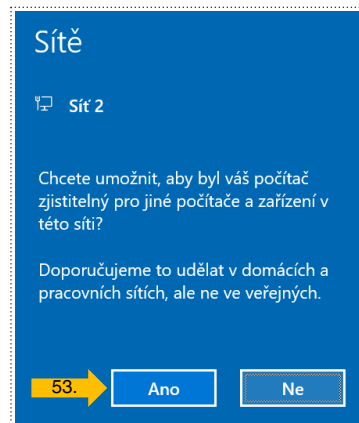 Sítě
Síť 2
Chcete umožnit, aby byl váš počítač
zjistitelný pro jiné počítače a zařízení v
této síti?
Doporučujeme to udělat v domácích a
pracovních sítích, ale ne ve veřejných.
53. Ano Ne